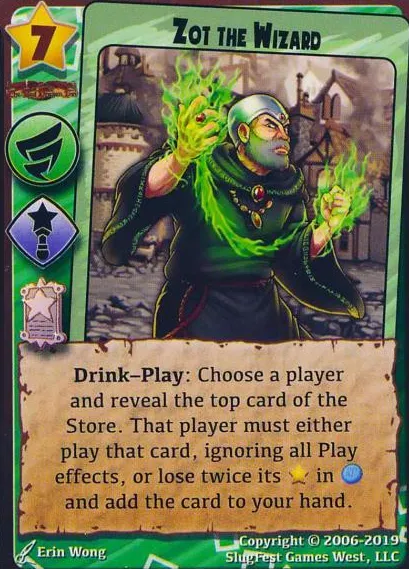 7
ZOT THE WIZARD
Drink–Play: Choose a player
and reveal the top card of the
Store. That player must either
play that card, ignoring all Play
effects, or lose twice its in
and add the card to your hand.
Erin Wong
Copyright © 2006-2019
SlugFest Games West, LLC